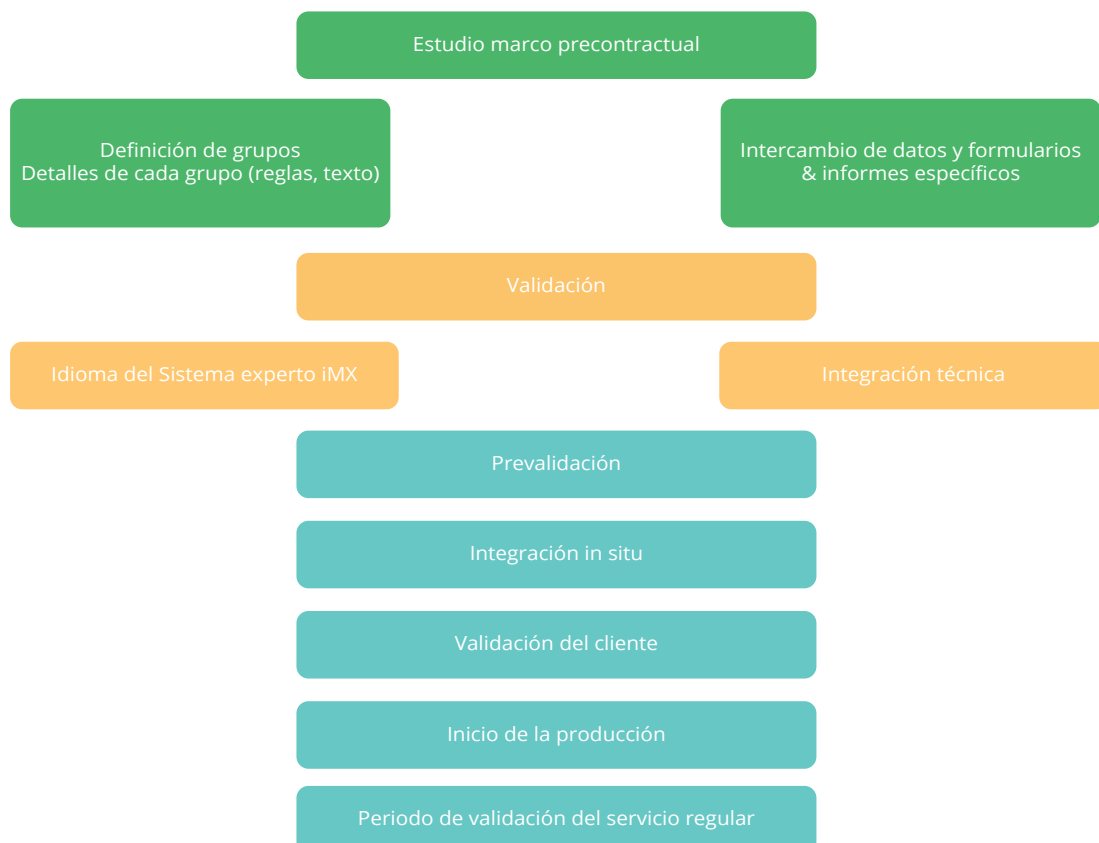 Estudio marco precontractual
Definición de grupos
Detalles de cada grupo (reglas, texto)
Intercambio de datos y formularios
& informes específicos
Validación
Idioma del Sistema experto iMX
Integración técnica
Prevalidación
Integración in situ
Validación del cliente
Inicio de la producción
Periodo de validación del servicio regular